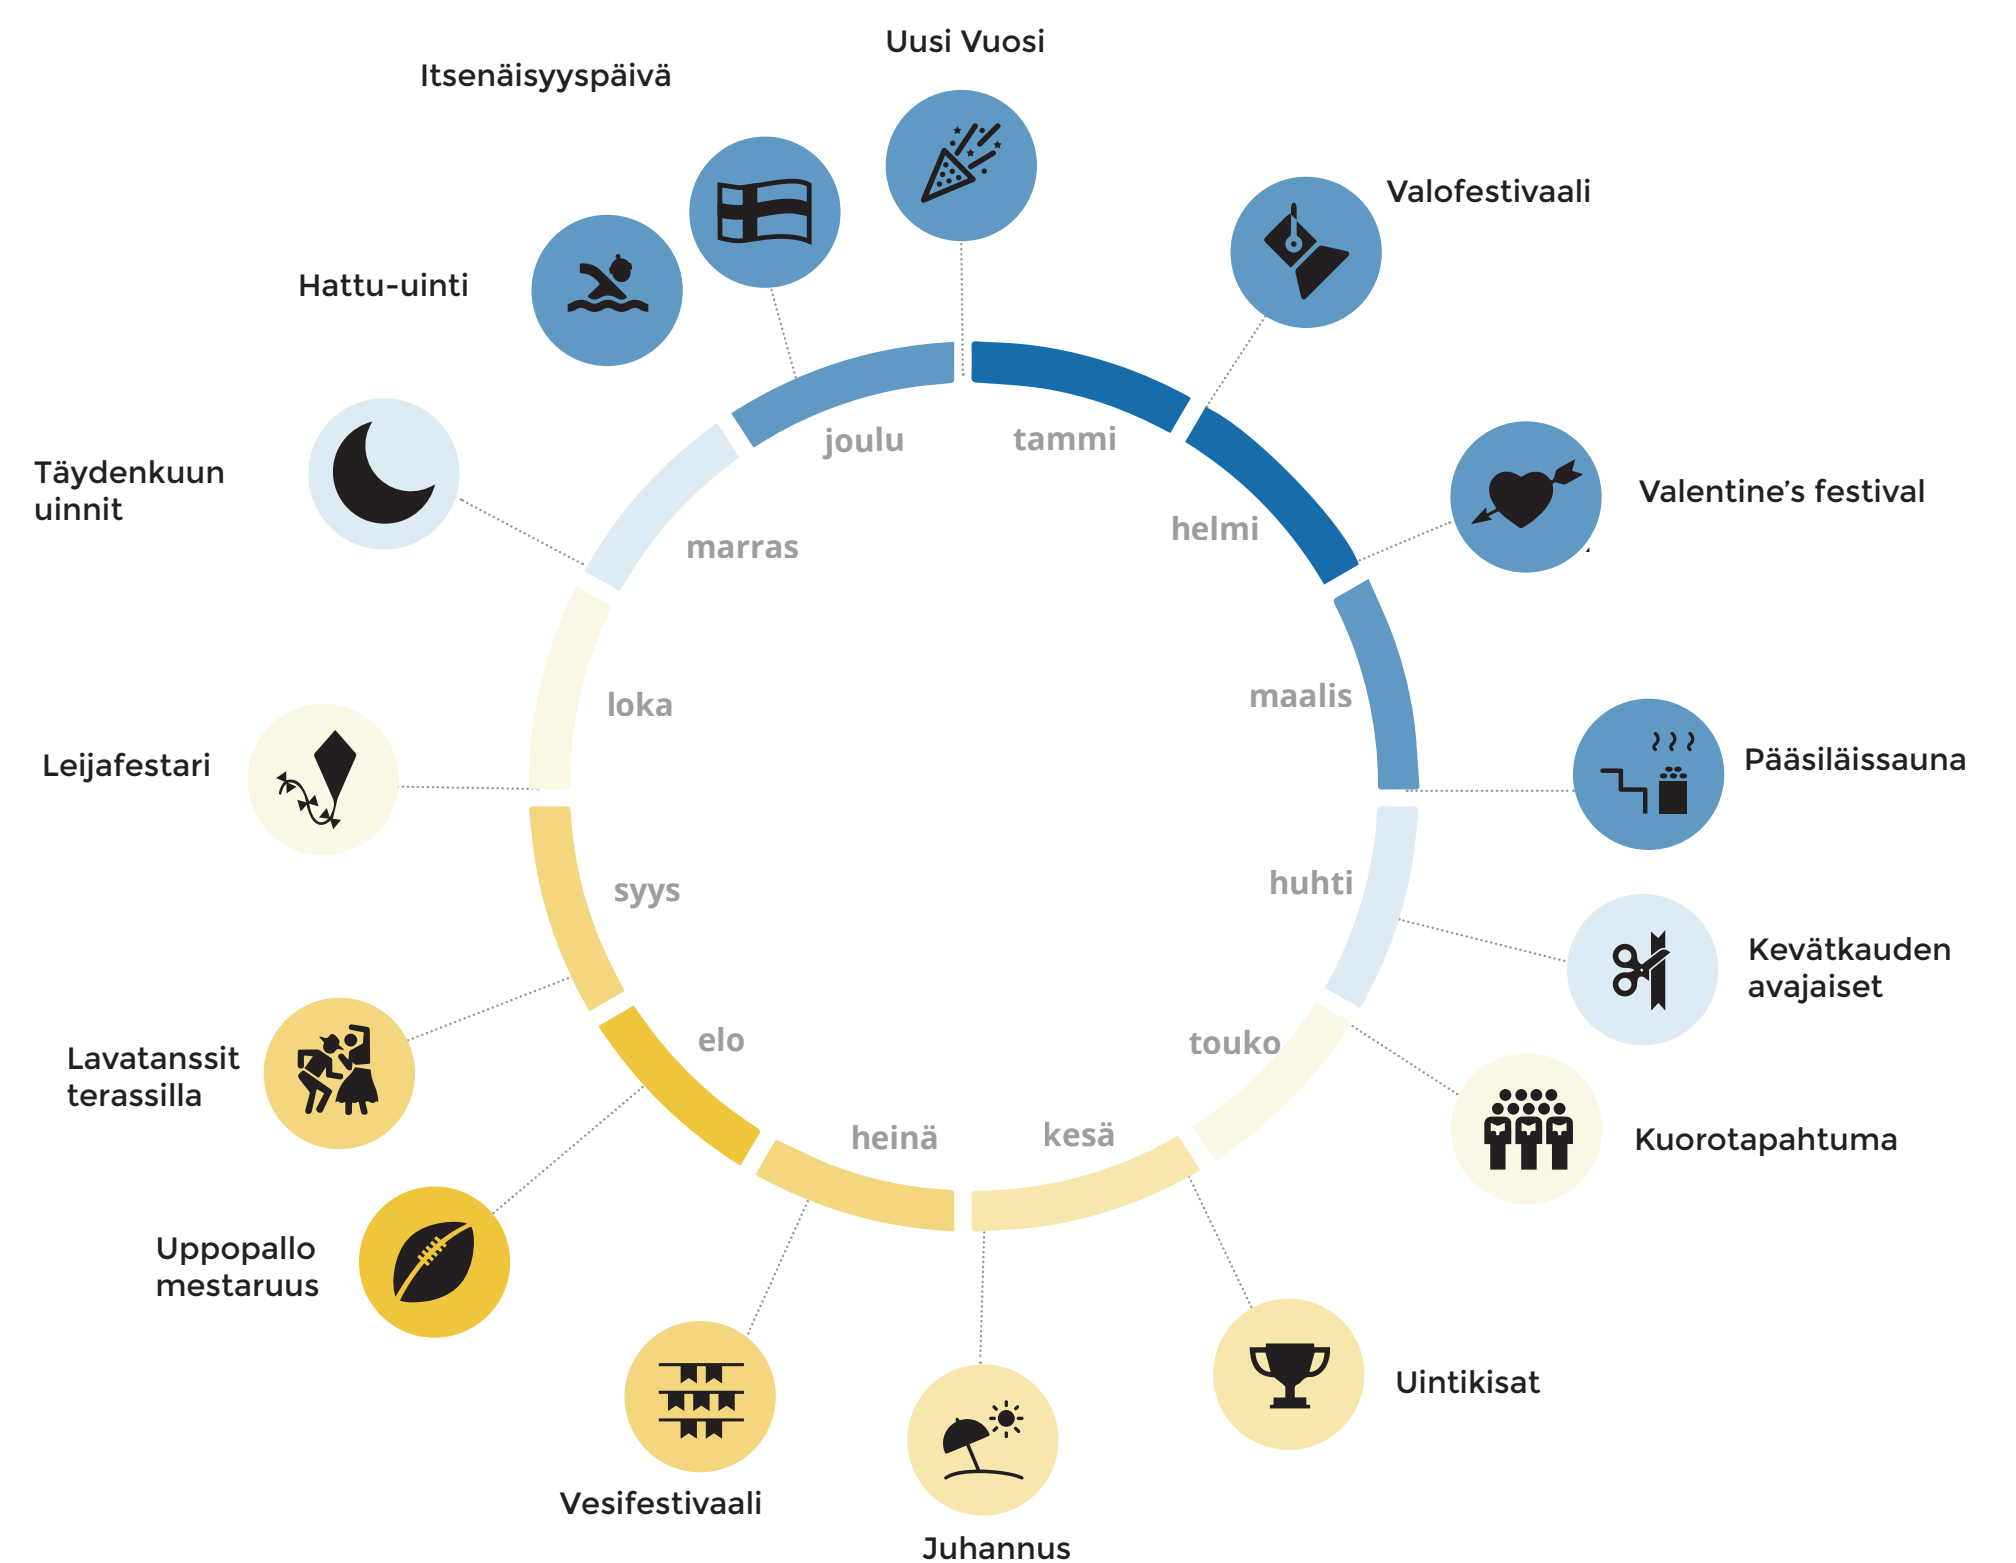 Uusi Vuosi
Itsenäisyyspäivä
Valofestivaali
Hattu-uinti
joulu
tammi
Täydenkuun
uinnit
Valentine’s festival
helmi
marras
maalis
loka
Leijafestari
Pääsiläissauna
huhti
syys
Kevätkauden
avajaiset
elo
touko
Lavatanssit
terassilla
heinä
kesä
Kuorotapahtuma
Uppopallo
mestaruus
Uintikisat
Vesifestivaali
Juhannus